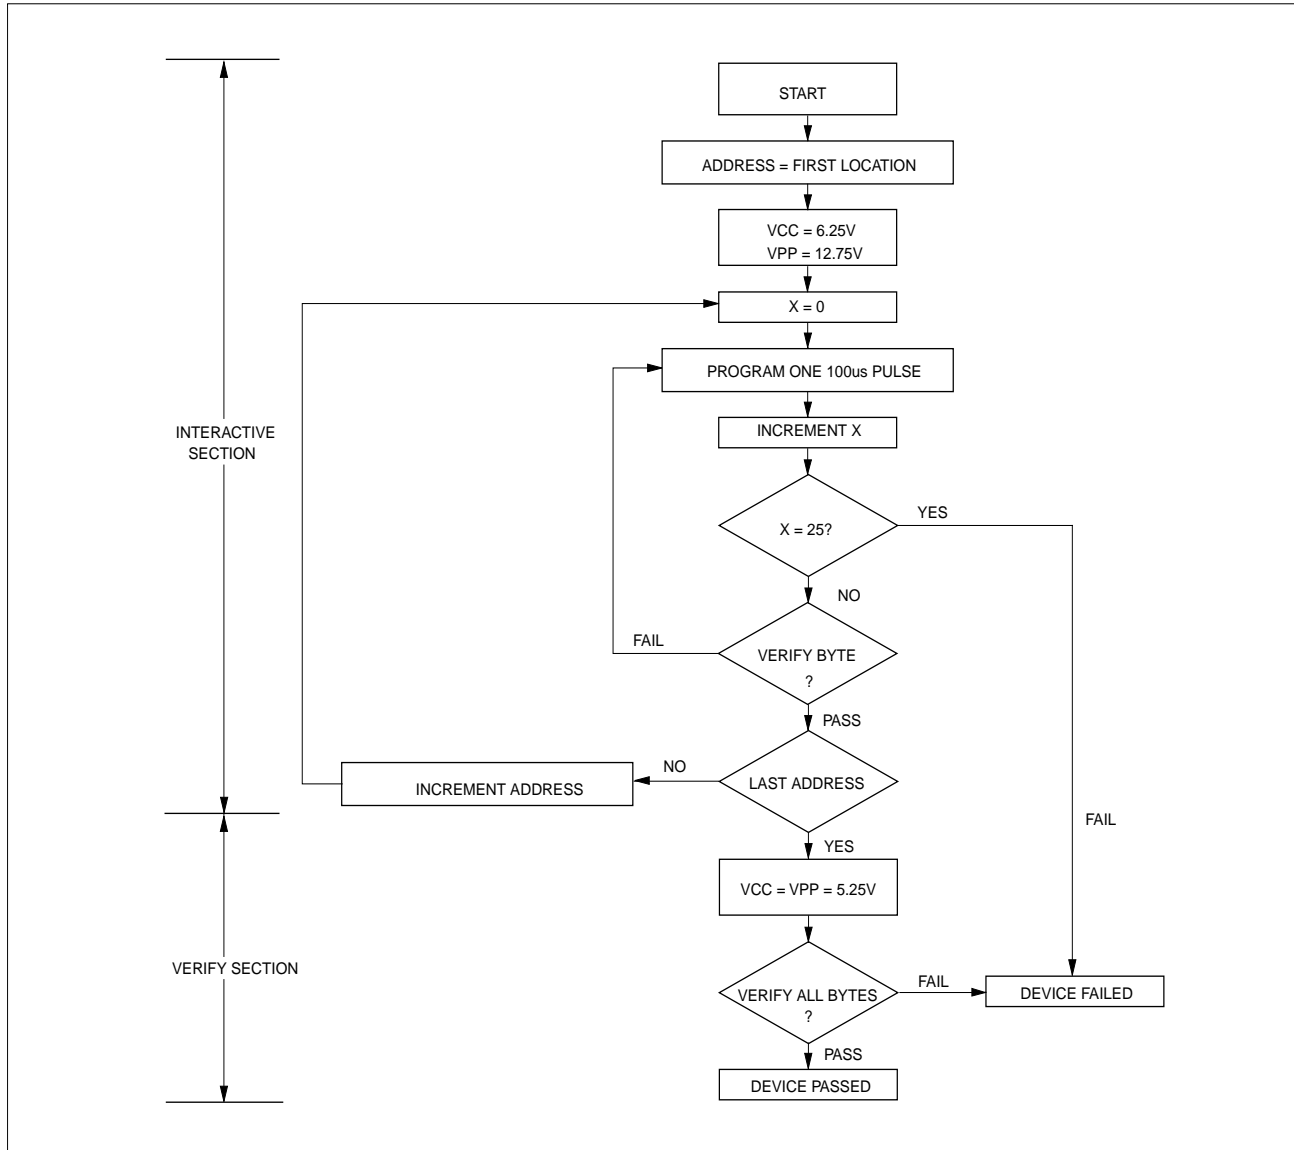 START
ADDRESS = FIRST LOCATION
VCC = 6.25V
VPP = 12.75V
X = 0
PROGRAM ONE 100us PULSE
INTERACTIVE
SECTION
INCREMENT X
X = 25?
YES
NO
FAIL
VERIFY BYTE
?
PASS
NO
LAST ADDRESS
INCREMENT ADDRESS
FAIL
YES
VCC = VPP = 5.25V
VERIFY SECTION
FAIL
VERIFY ALL BYTES
?
DEVICE FAILED
PASS
DEVICE PASSED